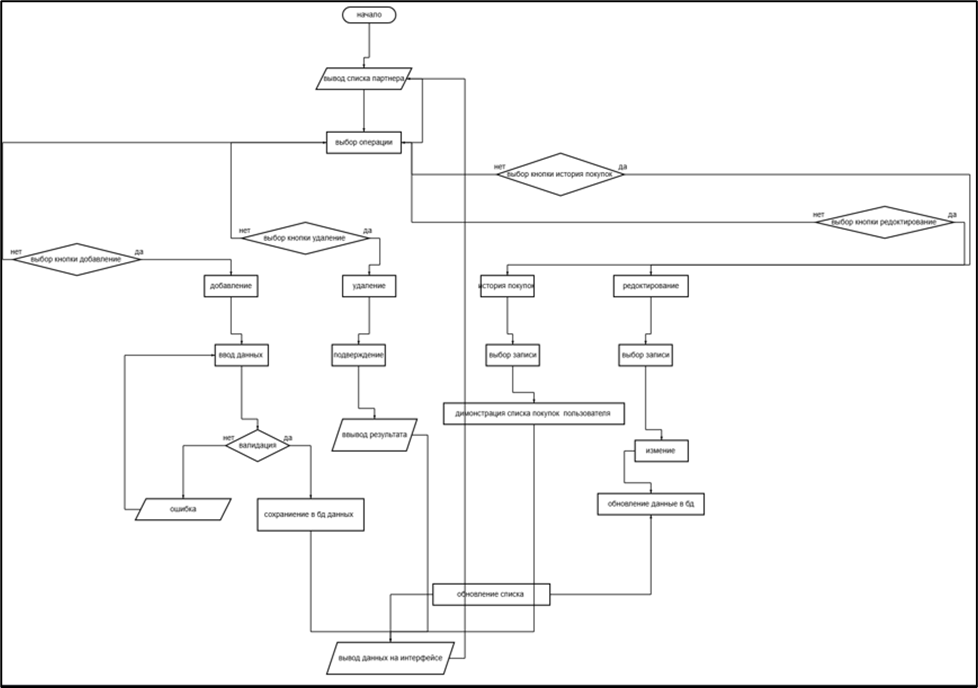 начало
вывод списка партнера
выбор операции
нет
да
выбор кнопки история покупок
нет
да
выбор кнопки редоктирование
нет
да
выбор кнопки удаление
нет
да
выбор кнопки добавление
добавление
удаление
история покупок
редоктирование
ввод данных
подверждение
выбор записи
выбор записи
димонстрация списка покупок пользователя
ввывод результата
нет
да
валидация
измение
ошибка
сохраниение в бд данных
обновление данные в бд
обновление списка
вывод данных на интерфейсе